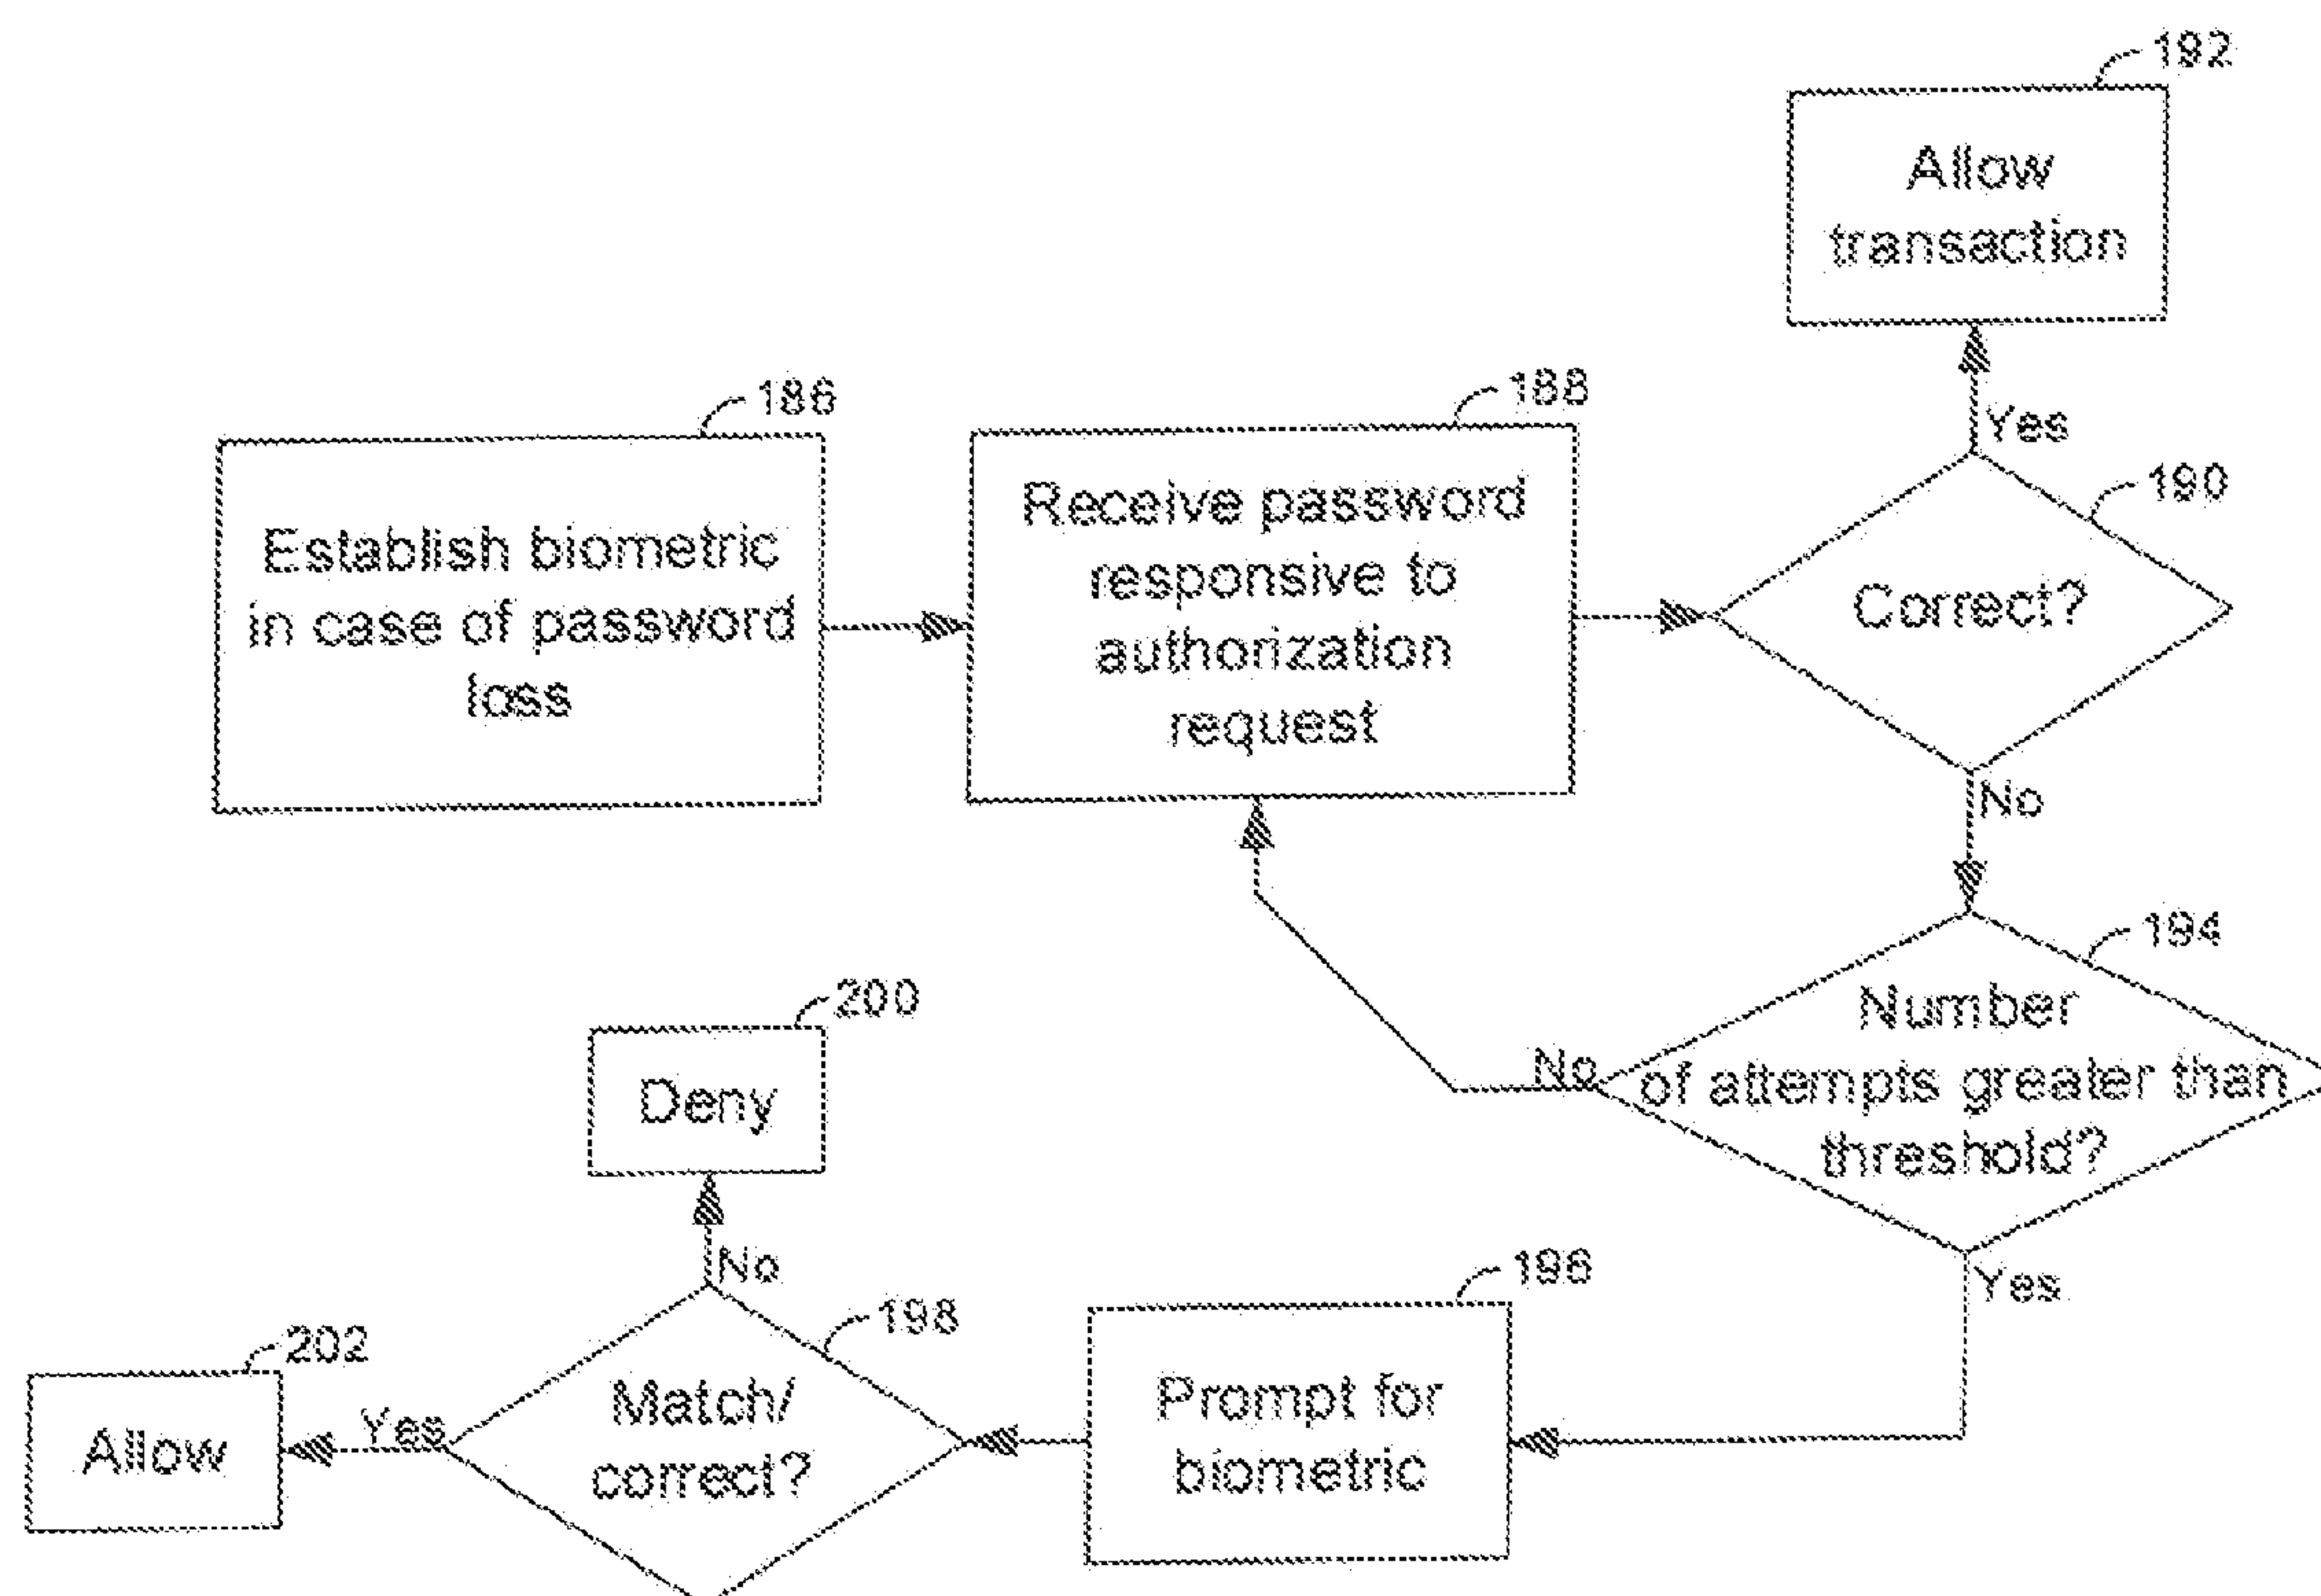 192
Allow
transaction
186
188
Yes
190
Establish biometric
in case of password
loss
Receive password
responsive to
authorization
request
Correct?
No
194
Number
of attempts greater than
threshold?
No
Yes
200
Deny
No
196
198
202
Prompt for
biometric
Match/
correct?
Yes
Allow